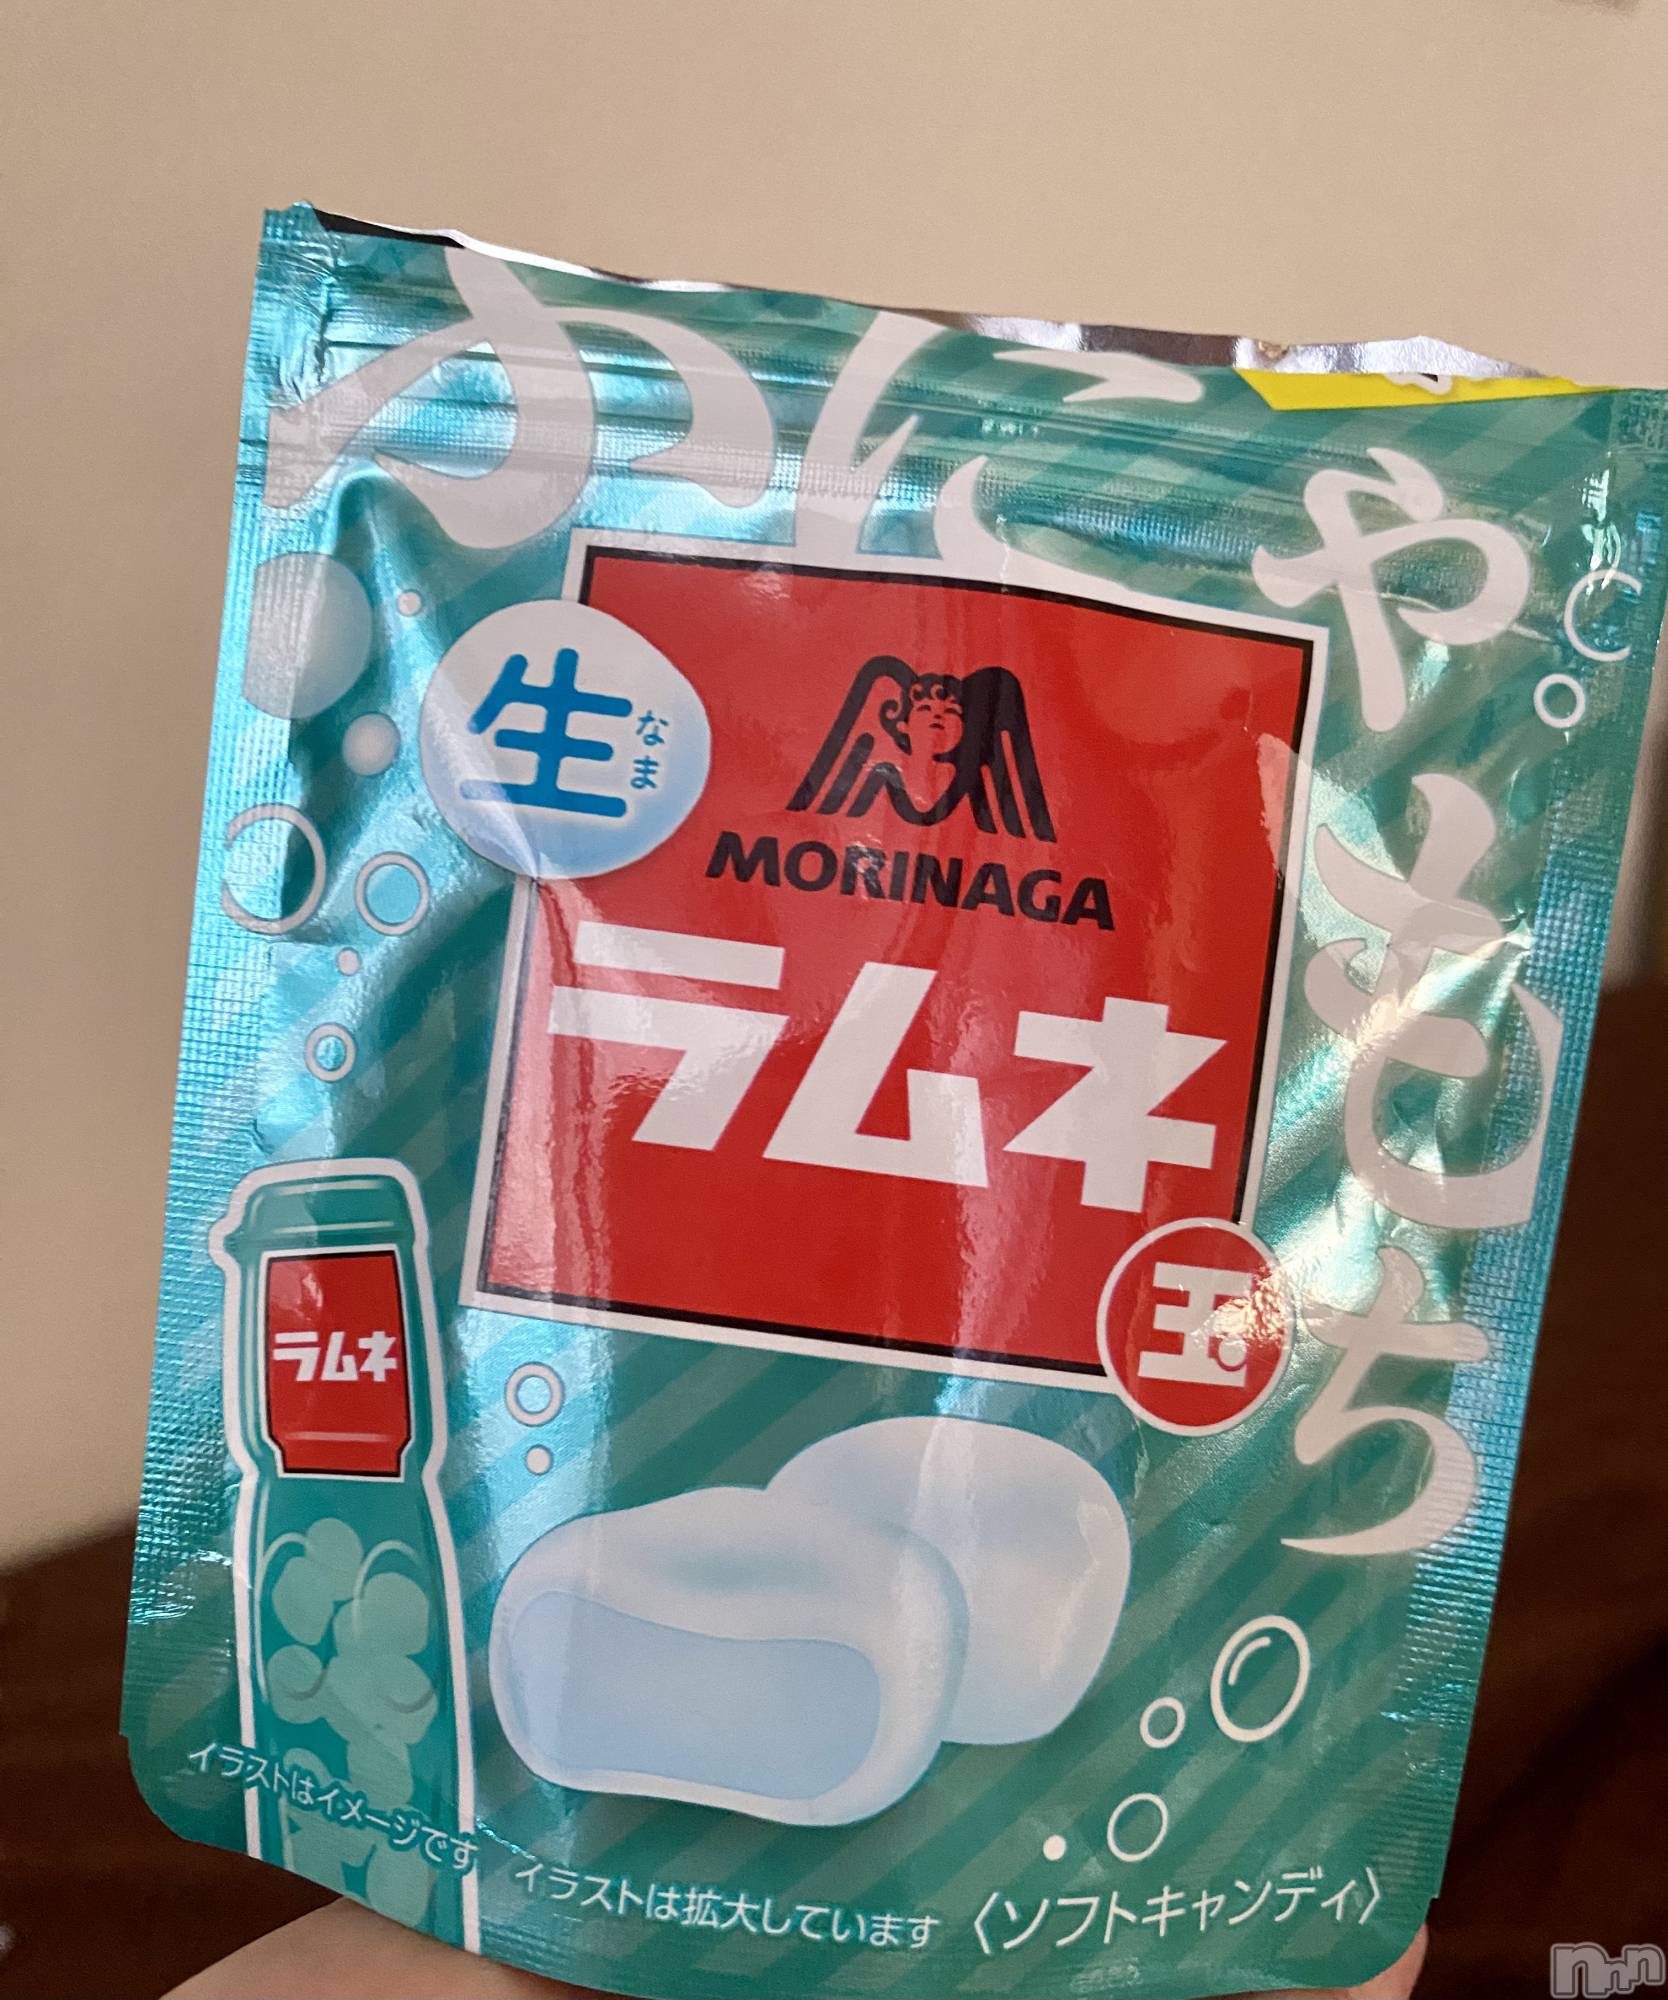 ふにゃもち
生
なま
MORINAGA
ラムネ
玉
ラムネ
イラストはイメージです
イラストは拡大しています
〈ソフトキャンディ〉
nnn